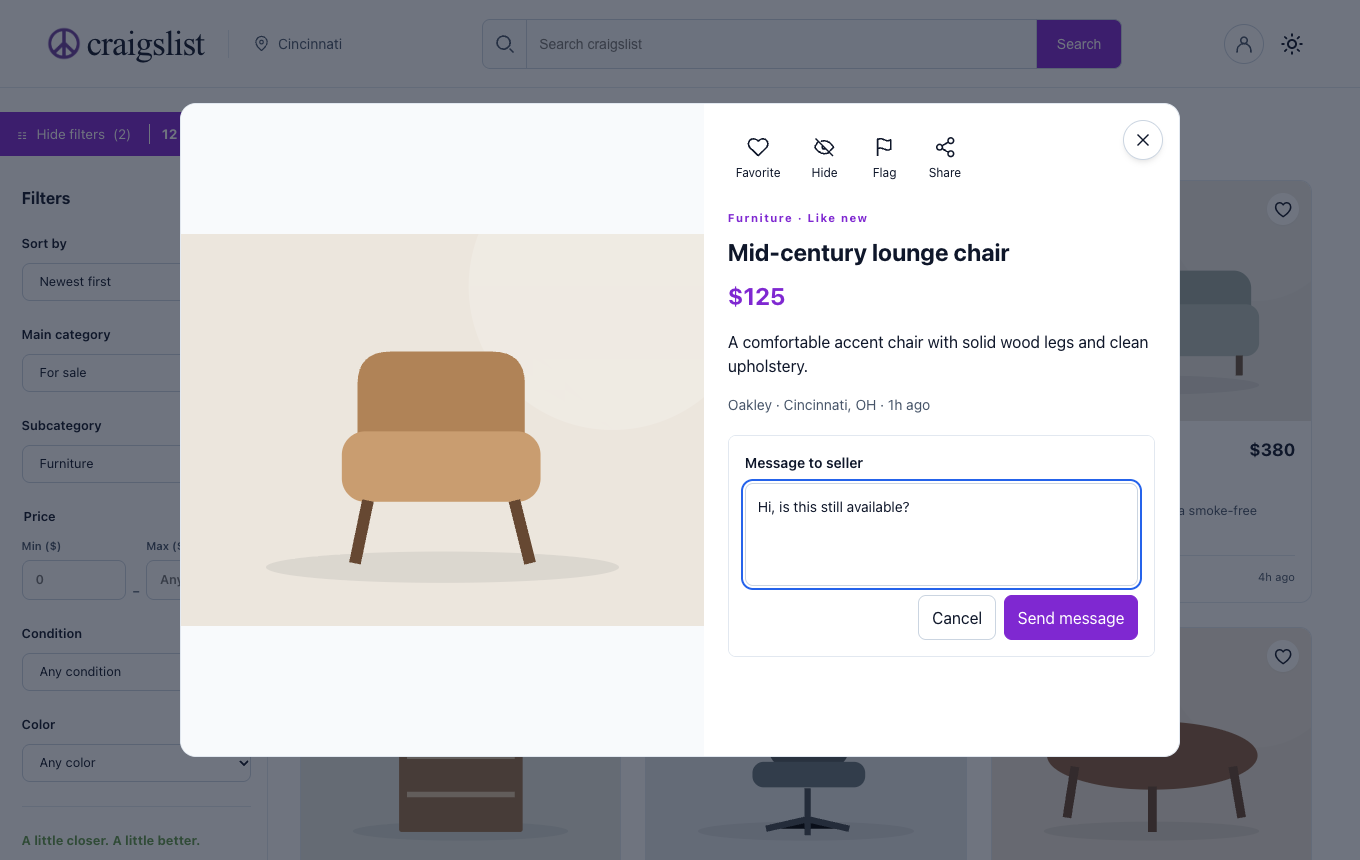 craigslist
Cincinnati
Search craigslist
Search
Hide filters (2)
12
Filters
Sort by
Newest first
Main category
For sale
Subcategory
Furniture
Price
Min ($)
Max ($
0
–
Any
Condition
Any condition
Color
Any color
A little closer. A little better.
Favorite
Hide
Flag
Share
Furniture · Like new
Mid-century lounge chair
$125
A comfortable accent chair with solid wood legs and clean
upholstery.
Oakley · Cincinnati, OH · 1h ago
Message to seller
Hi, is this still available?
Cancel
Send message
$380
a smoke-free
4h ago